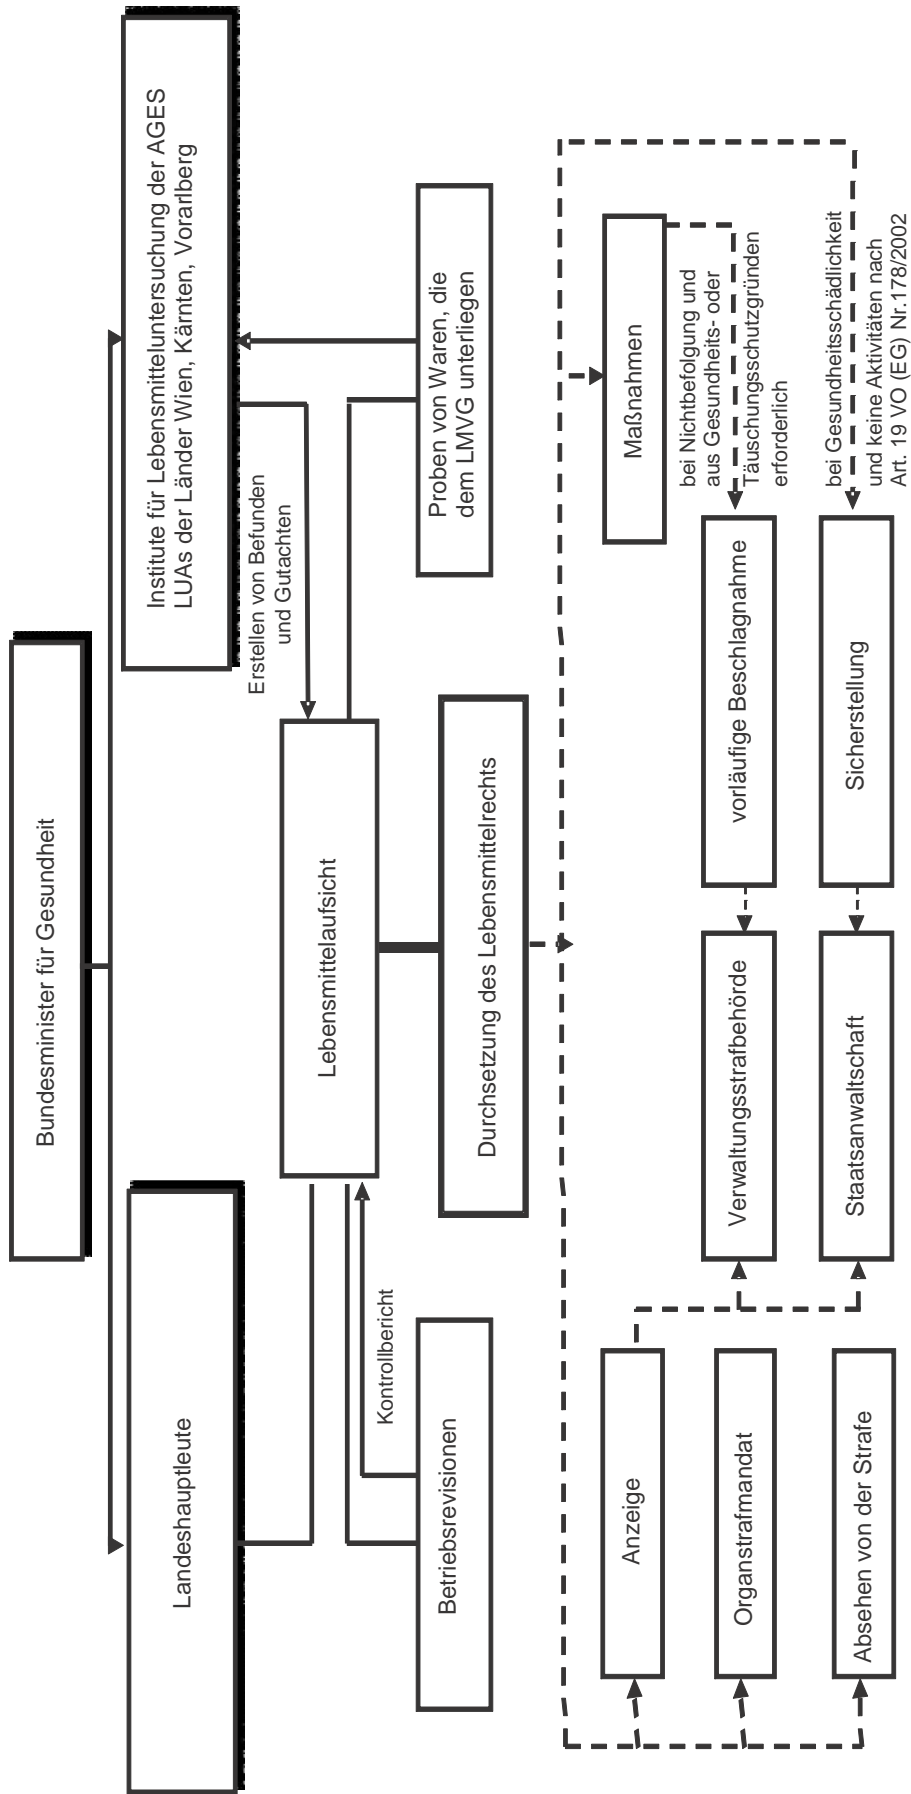 Bundesminister für Gesundheit
Landeshauptleute
Institute für Lebensmitteluntersuchung der AGES
LUAs der Länder Wien, Kärnten, Vorarlberg
Erstellen von Befunden
und Gutachten
Lebensmittelaufsicht
Kontrollbericht
Betriebsrevisionen
Durchsetzung des Lebensmittelrechts
Proben von Waren, die
dem LMVG unterliegen
Anzeige
Organstrafmandat
Absehen von der Strafe
Maßnahmen
bei Nichtbefolgung und
aus Gesundheits- oder
Täuschungsschutzgründen
erforderlich
Verwaltungsstrafbehörde
vorläufige Beschlagnahme
Staatsanwaltschaft
Sicherstellung
bei Gesundheitsschädlichkeit
und keine Aktivitäten nach
Art. 19 VO (EG) Nr.178/2002